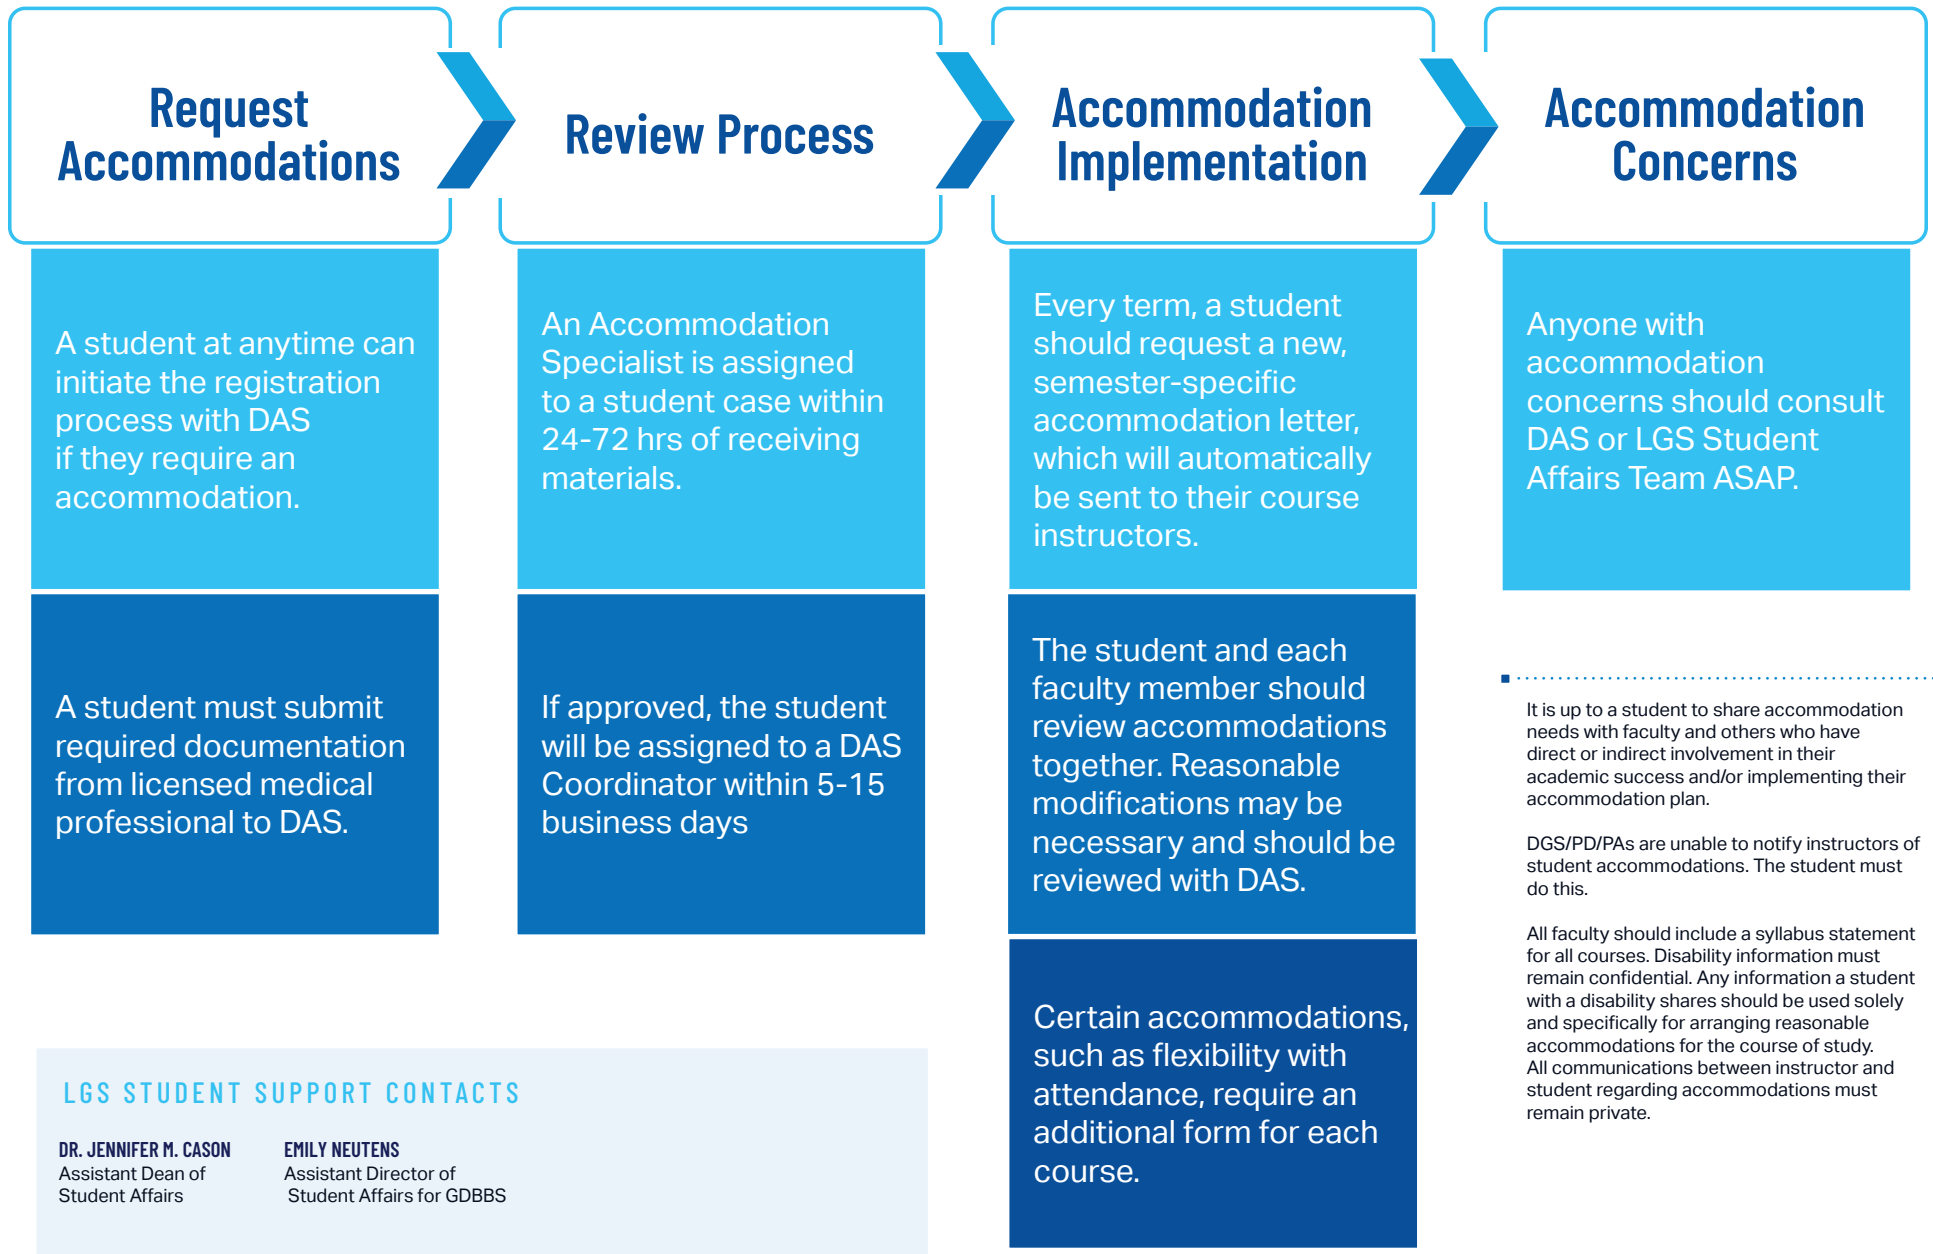 Request
Accommodations
A student at anytime can
initiate the registration
process with DAS
if they require an
accommodation.
A student must submit
required documentation
from licensed medical
professional to DAS.
Review Process
An Accommodation
Specialist is assigned
to a student case within
24-72 hrs of receiving
materials.
If approved, the student
will be assigned to a DAS
Coordinator within 5-15
business days
Accommodation
Implementation
Every term, a student
should request a new,
semester-specific
accommodation letter,
which will automatically
be sent to their course
instructors.
The student and each
faculty member should
review accommodations
together. Reasonable
modifications may be
necessary and should be
reviewed with DAS.
Certain accommodations,
such as flexibility with
attendance, require an
additional form for each
course.
Accommodation
Concerns
Anyone with
accommodation
concerns should consult
DAS or LGS Student
Affairs Team ASAP.
It is up to a student to share accommodation
needs with faculty and others who have
direct or indirect involvement in their
academic success and/or implementing their
accommodation plan.
DGS/PD/PAs are unable to notify instructors of
student accommodations. The student must
do this.
All faculty should include a syllabus statement
for all courses. Disability information must
remain confidential. Any information a student
with a disability shares should be used solely
and specifically for arranging reasonable
accommodations for the course of study.
All communications between instructor and
student regarding accommodations must
remain private.
LGS STUDENT SUPPORT CONTACTS
DR. JENNIFER M. CASON
Assistant Dean of
Student Affairs
EMILY NEUTENS
Assistant Director of
Student Affairs for GDBBS